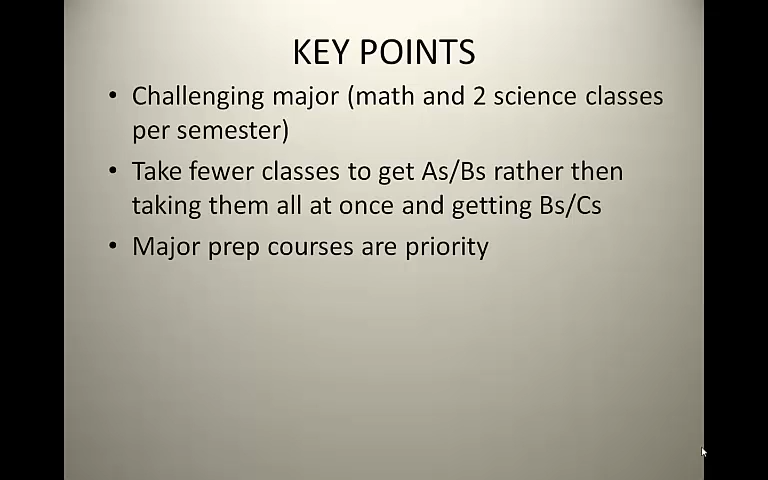 KEY POINTS
• Challenging major (math and 2 science classes
per semester)
• Take fewer classes to get As/Bs rather then
taking them all at once and getting Bs/Cs
• Major prep courses are priority